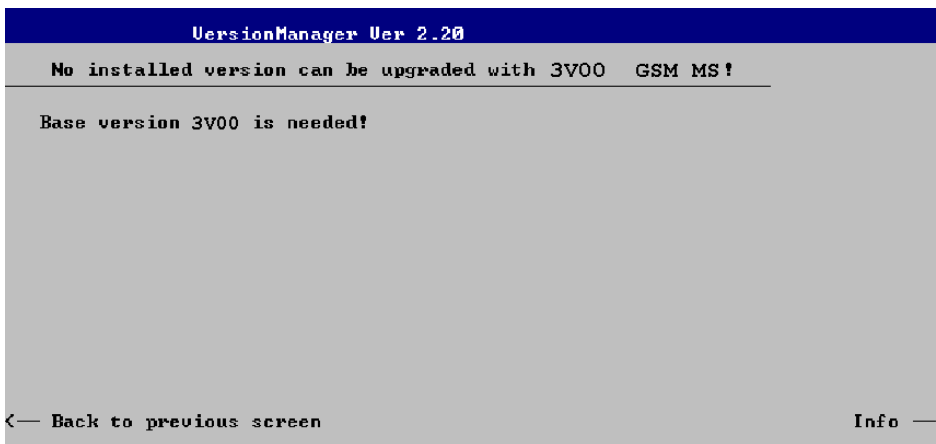 VersionManager Ver 2.20
No installed version can be upgraded with 3V00 GSM MS!
Base version 3V00 is needed!
<— Back to previous screen
Info —